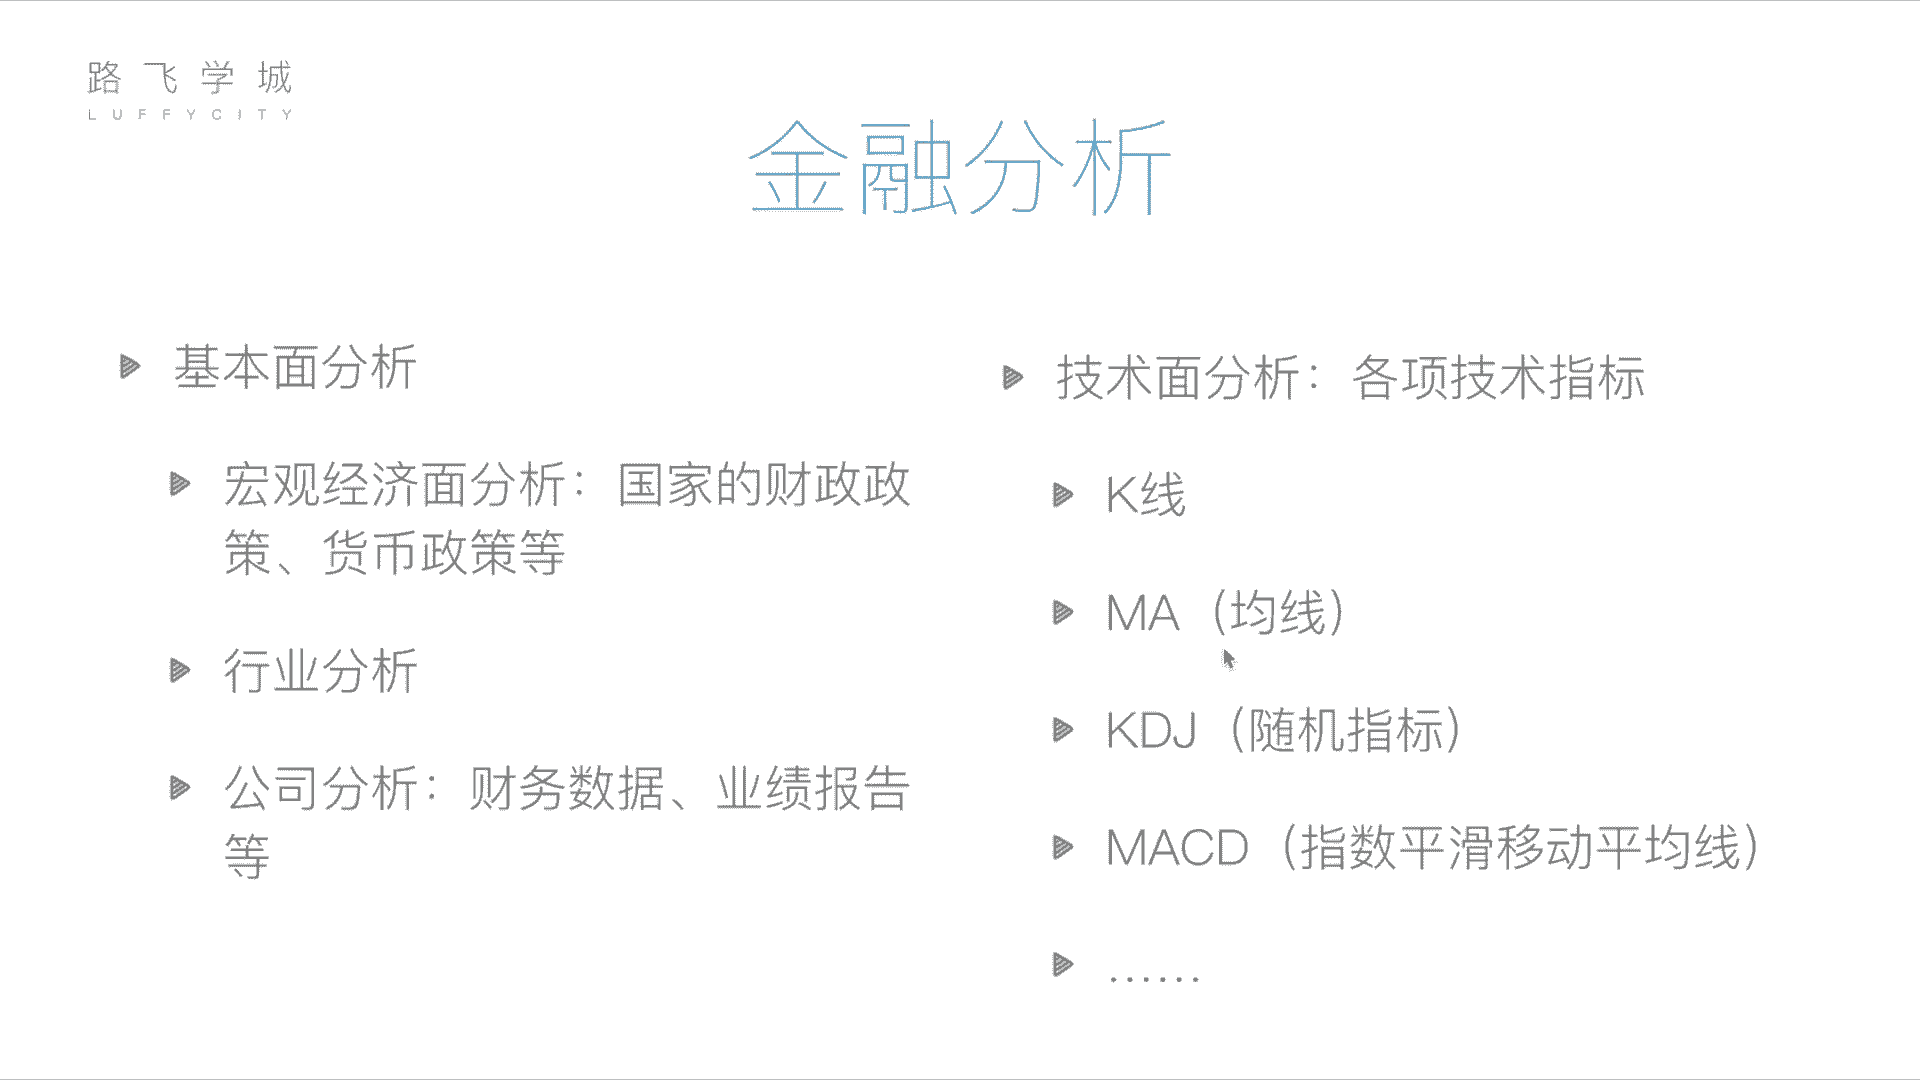 路飞学城
LUFFYCITY
金融分析
基本面分析
宏观经济面分析：国家的财政政
策、货币政策等
行业分析
公司分析：财务数据、业绩报告
等
技术面分析：各项技术指标
K线
MA（均线）
KDJ（随机指标）
MACD（指数平滑移动平均线）
……